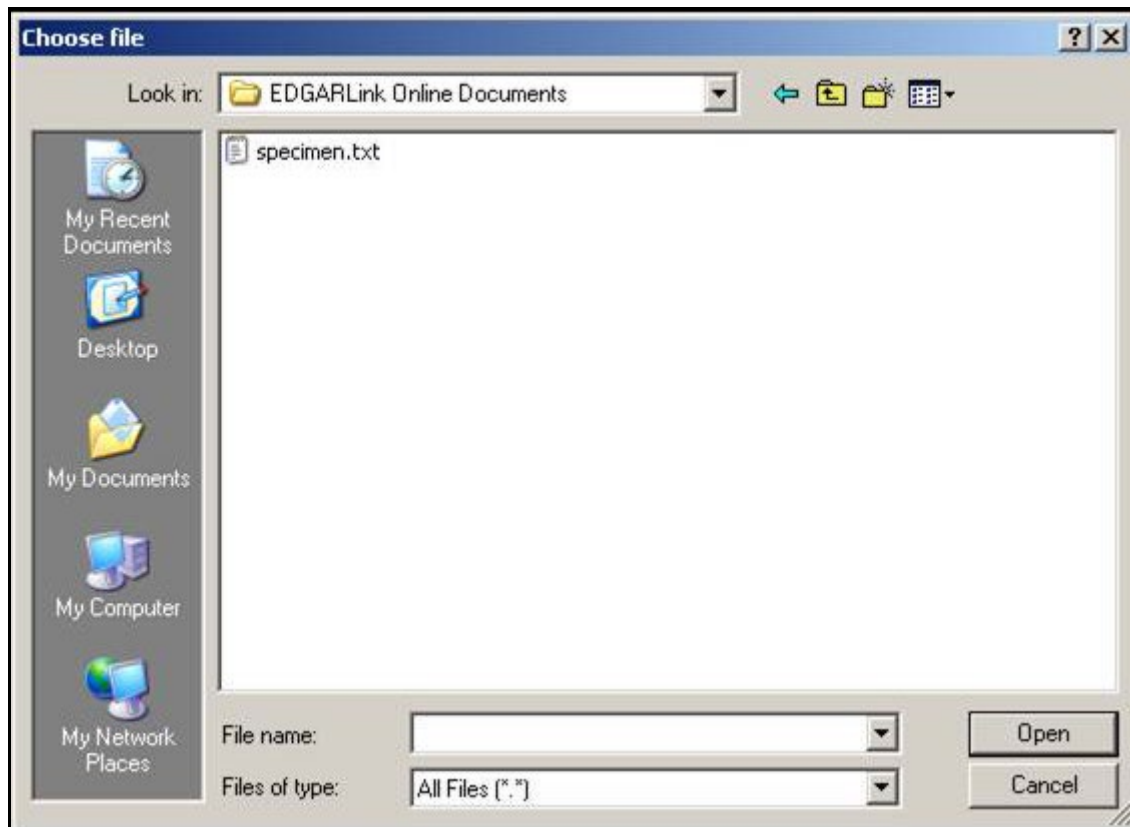 Choose file
Look in:
EDGARLink Online Documents
specimen.txt
My Recent
Documents
Desktop
My Documents
My Computer
My Network
Places
File name:
Open
Files of type:
All Files (*.*)
Cancel